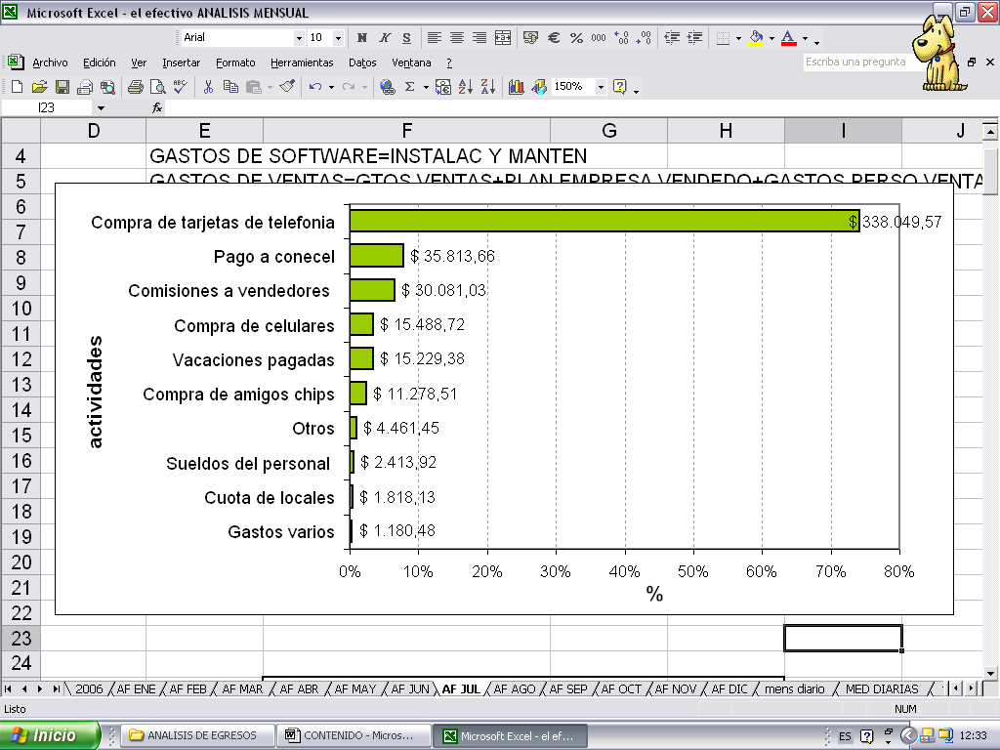 Microsoft Excel - el efectivo ANALISIS MENSUAL
Arial 10 N K S € % 000
Archivo Edición Ver Insertar Formato Herramientas Datos Ventana ? Escriba una pregunta
Σ 150%
I23 fx
D E F G H I J
4 GASTOS DE SOFTWARE=INSTALAC Y MANTEN
5 GASTOS DE VENTAS=GTOS VENTAS+PLAN EMPRESA VENDEDO+GASTOS PERSO VENTA
6
7
8
9
10
11
12
13
14
15
16
17
18
19
20
21
22
23
24
actividades
Compra de tarjetas de telefonia $ 338.049,57
Pago a conecel $ 35.813,66
Comisiones a vendedores $ 30.081,03
Compra de celulares $ 15.488,72
Vacaciones pagadas $ 15.229,38
Compra de amigos chips $ 11.278,51
Otros $ 4.461,45
Sueldos del personal $ 2.413,92
Cuota de locales $ 1.818,13
Gastos varios $ 1.180,48
0% 10% 20% 30% 40% 50% 60% 70% 80%
%
2006 AF ENE AF FEB AF MAR AF ABR AF MAY AF JUN AF JUL AF AGO AF SEP AF OCT AF NOV AF DIC mens diario MED DIARIAS
Listo NUM
Inicio ANALISIS DE EGRESOS CONTENIDO - Micros... Microsoft Excel - el ef... ES 12:33